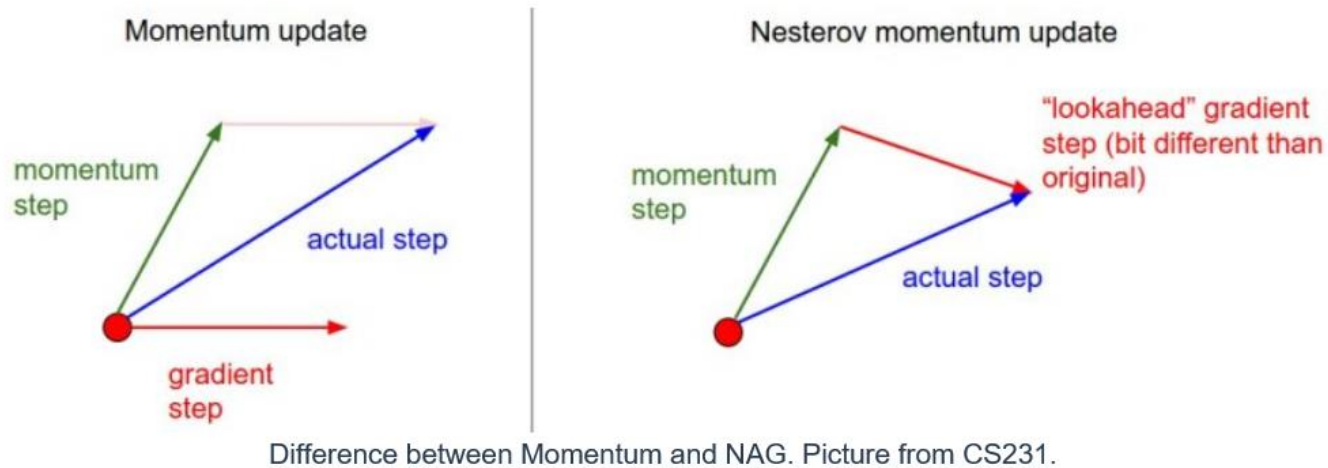 Momentum update
momentum
step
actual step
gradient
step
Nesterov momentum update
“lookahead” gradient
step (bit different than
original)
momentum
step
actual step
Difference between Momentum and NAG. Picture from CS231.